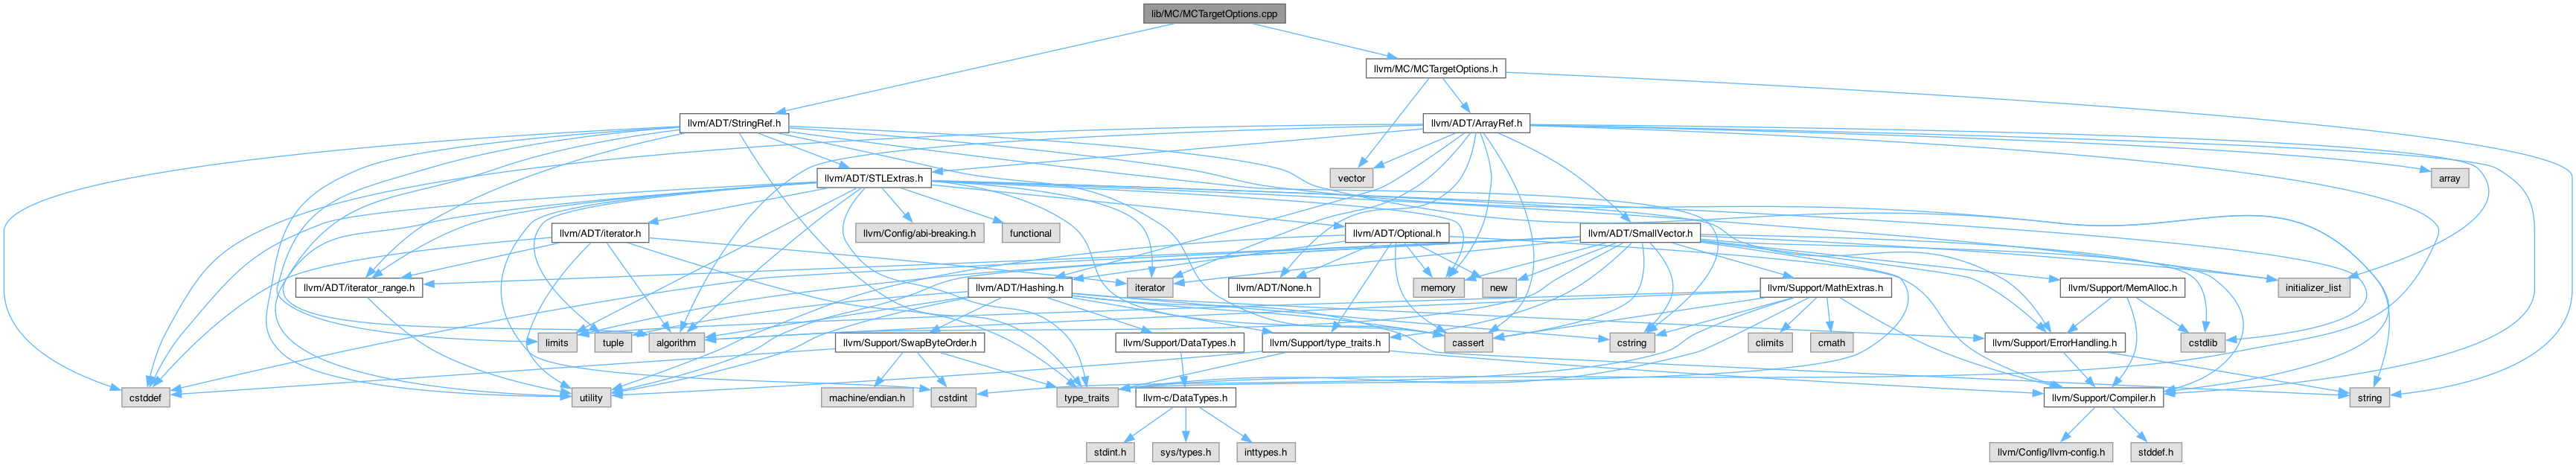 lib/MC/MCTargetOptions.cpp
llvm/MC/MCTargetOptions.h
llvm/ADT/StringRef.h
llvm/ADT/ArrayRef.h
vector
llvm/ADT/STLExtras.h
array
llvm/ADT/iterator.h
llvm/Config/abi-breaking.h
functional
llvm/ADT/Optional.h
llvm/ADT/SmallVector.h
llvm/ADT/iterator_range.h
llvm/ADT/Hashing.h
iterator
llvm/ADT/None.h
memory
new
llvm/Support/MathExtras.h
llvm/Support/MemAlloc.h
initializer_list
limits
tuple
algorithm
llvm/Support/SwapByteOrder.h
llvm/Support/DataTypes.h
llvm/Support/type_traits.h
cassert
cstring
climits
cmath
llvm/Support/ErrorHandling.h
cstdlib
cstddef
utility
machine/endian.h
cstdint
type_traits
llvm-c/DataTypes.h
llvm/Support/Compiler.h
string
stdint.h
sys/types.h
inttypes.h
llvm/Config/llvm-config.h
stddef.h